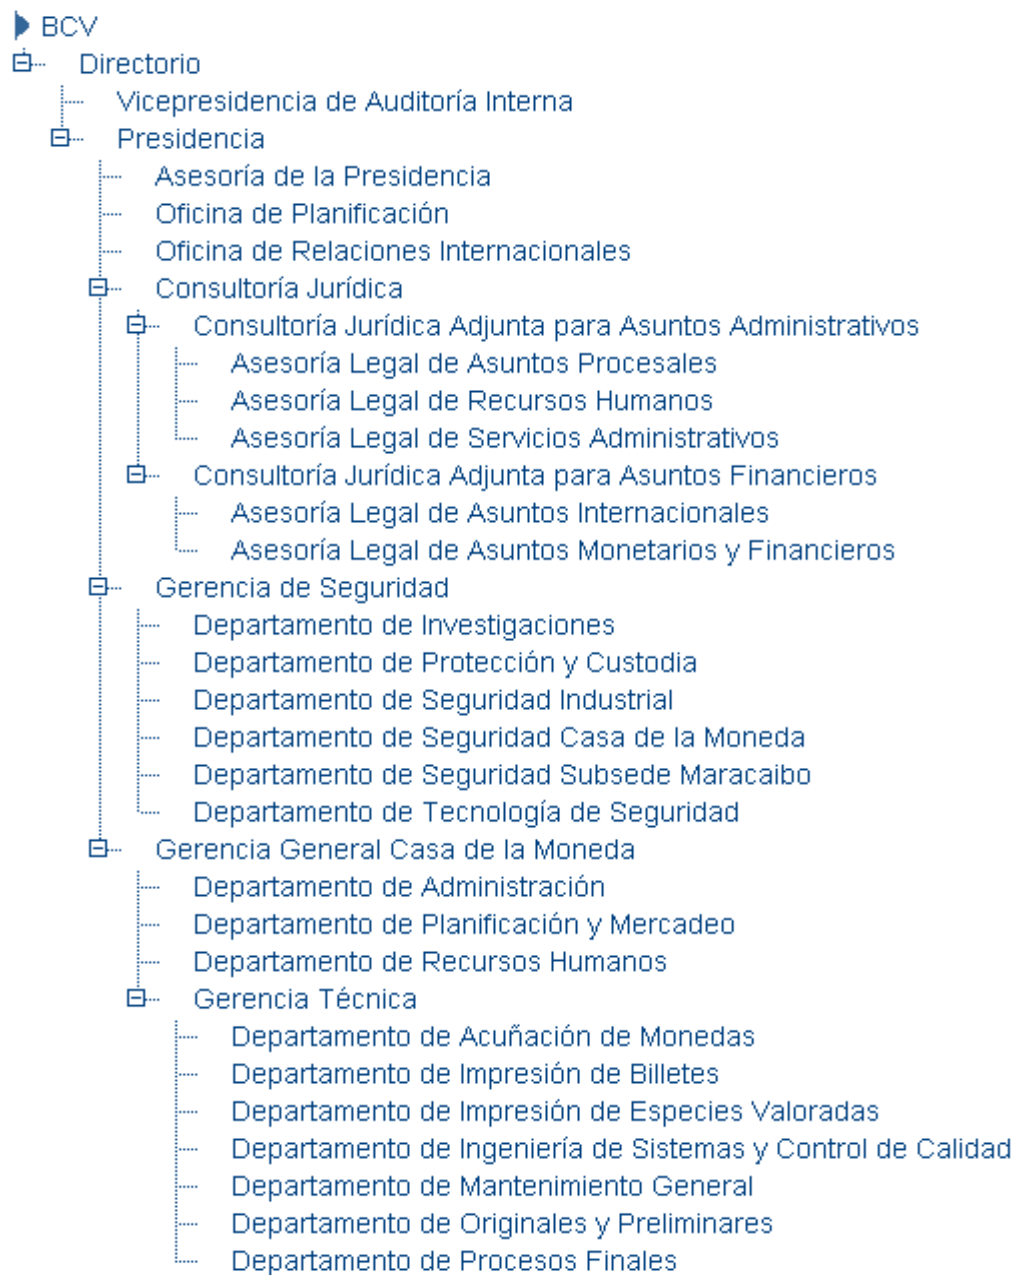 BCV
Directorio
Vicepresidencia de Auditoría Interna
Presidencia
Asesoría de la Presidencia
Oficina de Planificación
Oficina de Relaciones Internacionales
Consultoría Jurídica
Consultoría Jurídica Adjunta para Asuntos Administrativos
Asesoría Legal de Asuntos Procesales
Asesoría Legal de Recursos Humanos
Asesoría Legal de Servicios Administrativos
Consultoría Jurídica Adjunta para Asuntos Financieros
Asesoría Legal de Asuntos Internacionales
Asesoría Legal de Asuntos Monetarios y Financieros
Gerencia de Seguridad
Departamento de Investigaciones
Departamento de Protección y Custodia
Departamento de Seguridad Industrial
Departamento de Seguridad Casa de la Moneda
Departamento de Seguridad Subsede Maracaibo
Departamento de Tecnología de Seguridad
Gerencia General Casa de la Moneda
Departamento de Administración
Departamento de Planificación y Mercadeo
Departamento de Recursos Humanos
Gerencia Técnica
Departamento de Acuñación de Monedas
Departamento de Impresión de Billetes
Departamento de Impresión de Especies Valoradas
Departamento de Ingeniería de Sistemas y Control de Calidad
Departamento de Mantenimiento General
Departamento de Originales y Preliminares
Departamento de Procesos Finales